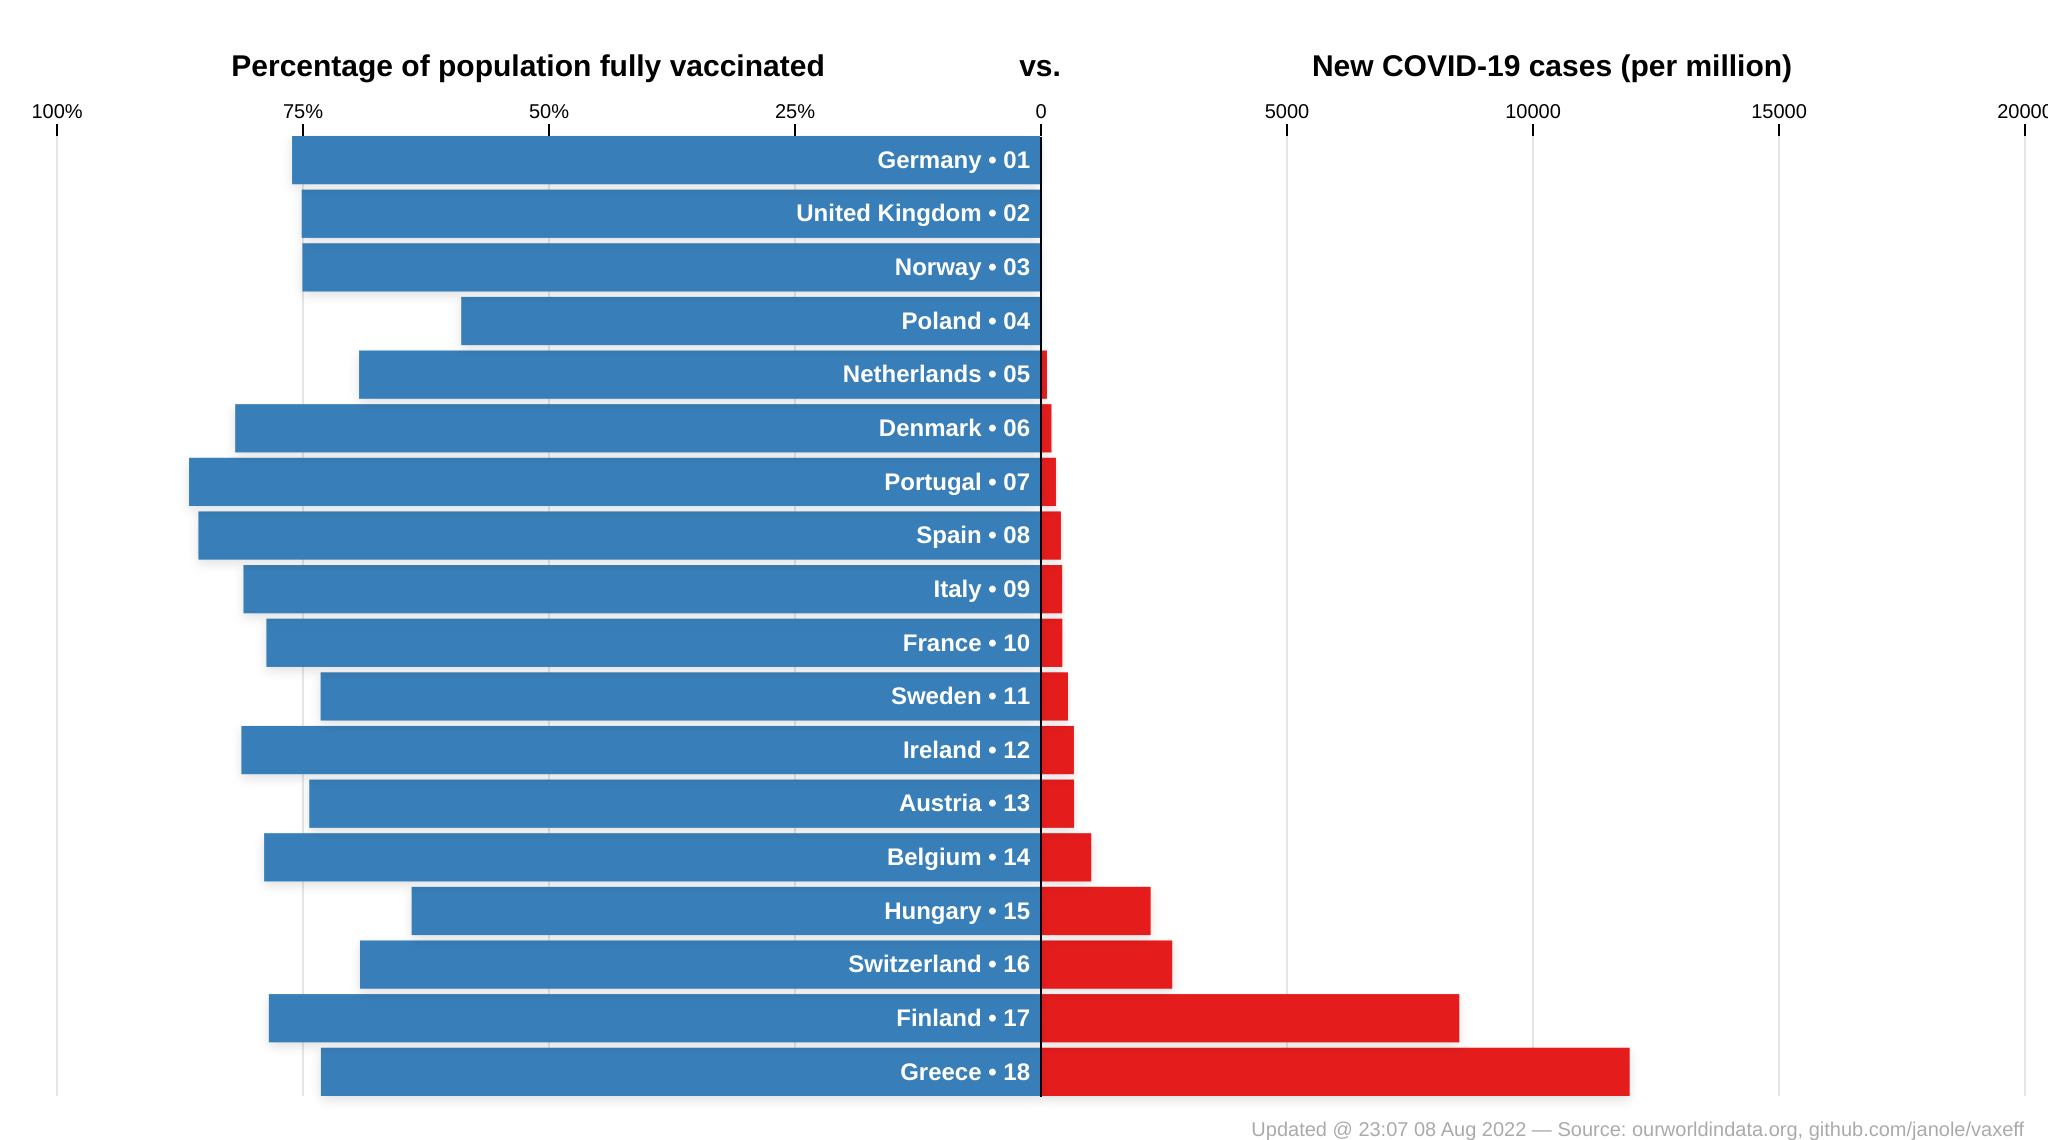 Percentage of population fully vaccinated vs. New COVID-19 cases (per million)
100% 75% 50% 25% 0 5000 10000 15000 20000
Germany • 01
United Kingdom • 02
Norway • 03
Poland • 04
Netherlands • 05
Denmark • 06
Portugal • 07
Spain • 08
Italy • 09
France • 10
Sweden • 11
Ireland • 12
Austria • 13
Belgium • 14
Hungary • 15
Switzerland • 16
Finland • 17
Greece • 18
Updated @ 23:07 08 Aug 2022 — Source: ourworldindata.org, github.com/janole/vaxeff